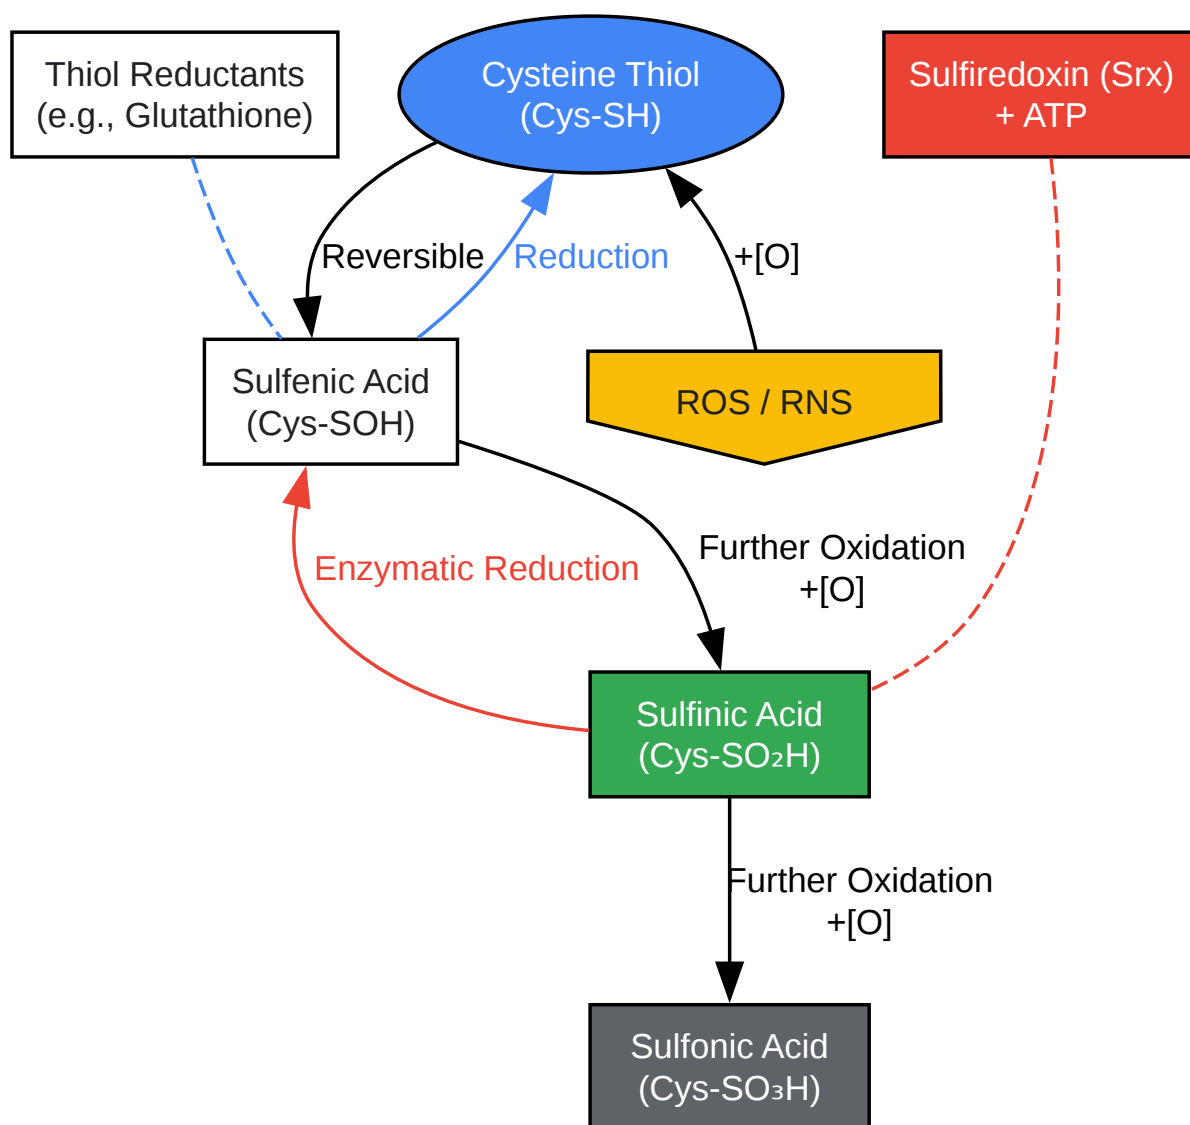 Thiol Reductants
(e.g., Glutathione)
Cysteine Thiol
(Cys-SH)
Sulfiredoxin (Srx)
+ ATP
Reversible
Reduction
+[O]
Sulfenic Acid
(Cys-SOH)
ROS / RNS
Further Oxidation
+[O]
Enzymatic Reduction
Sulfinic Acid
(Cys-SO₂H)
Further Oxidation
+[O]
Sulfonic Acid
(Cys-SO₃H)